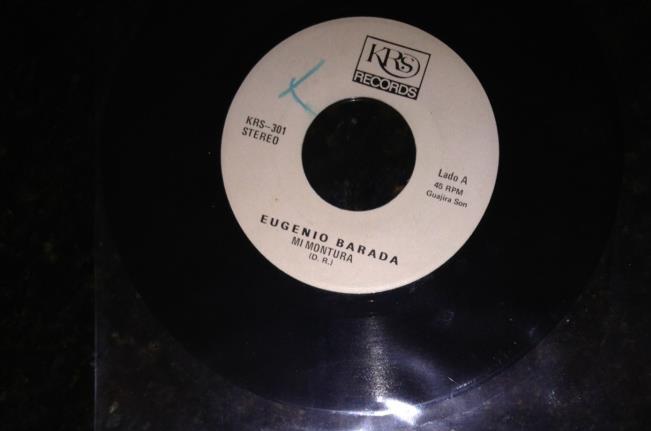 KRS
RECORDS
KRS-301
STEREO
Lado A
45 RPM
Guajira Son
EUGENIO BARADA
MI MONTURA
(D. R.)